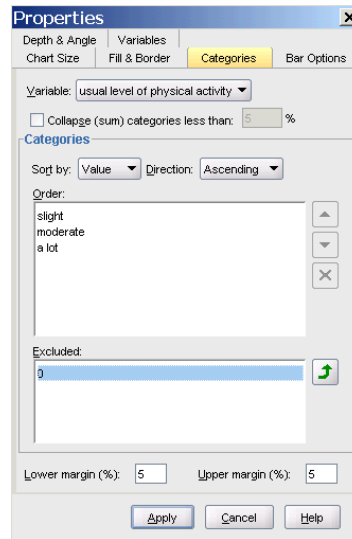 Properties
Depth & Angle Variables
Chart Size Fill & Border Categories Bar Options
Variable: usual level of physical activity
Collapse (sum) categories less than: 5 %
Categories
Sort by: Value Direction: Ascending
Order:
slight
moderate
a lot
Excluded:
0
Lower margin (%): 5 Upper margin (%): 5
Apply Cancel Help